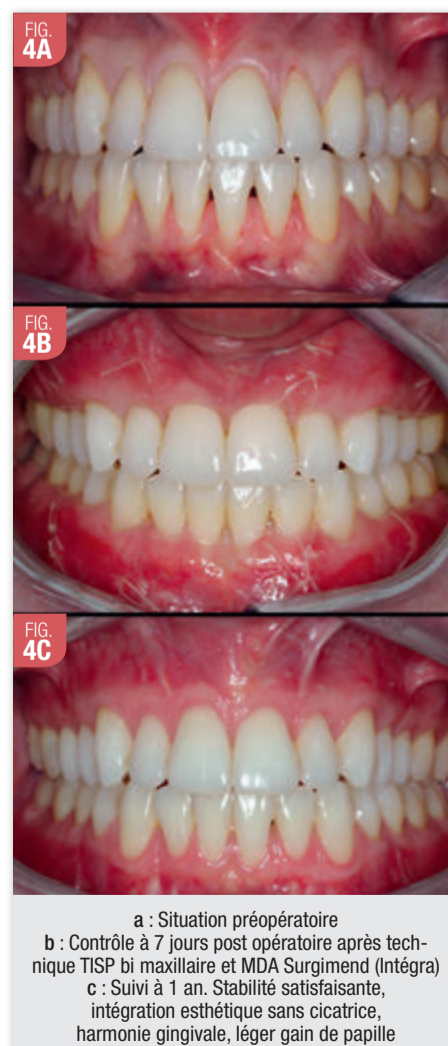 FIG.
4A
FIG.
4B
FIG.
4C
a : Situation préopératoire
b : Contrôle à 7 jours post opératoire après tech-
nique TISP bi maxillaire et MDA Surgimend (Intégra)
c : Suivi à 1 an. Stabilité satisfaisante,
intégration esthétique sans cicatrice,
harmonie gingivale, léger gain de papille